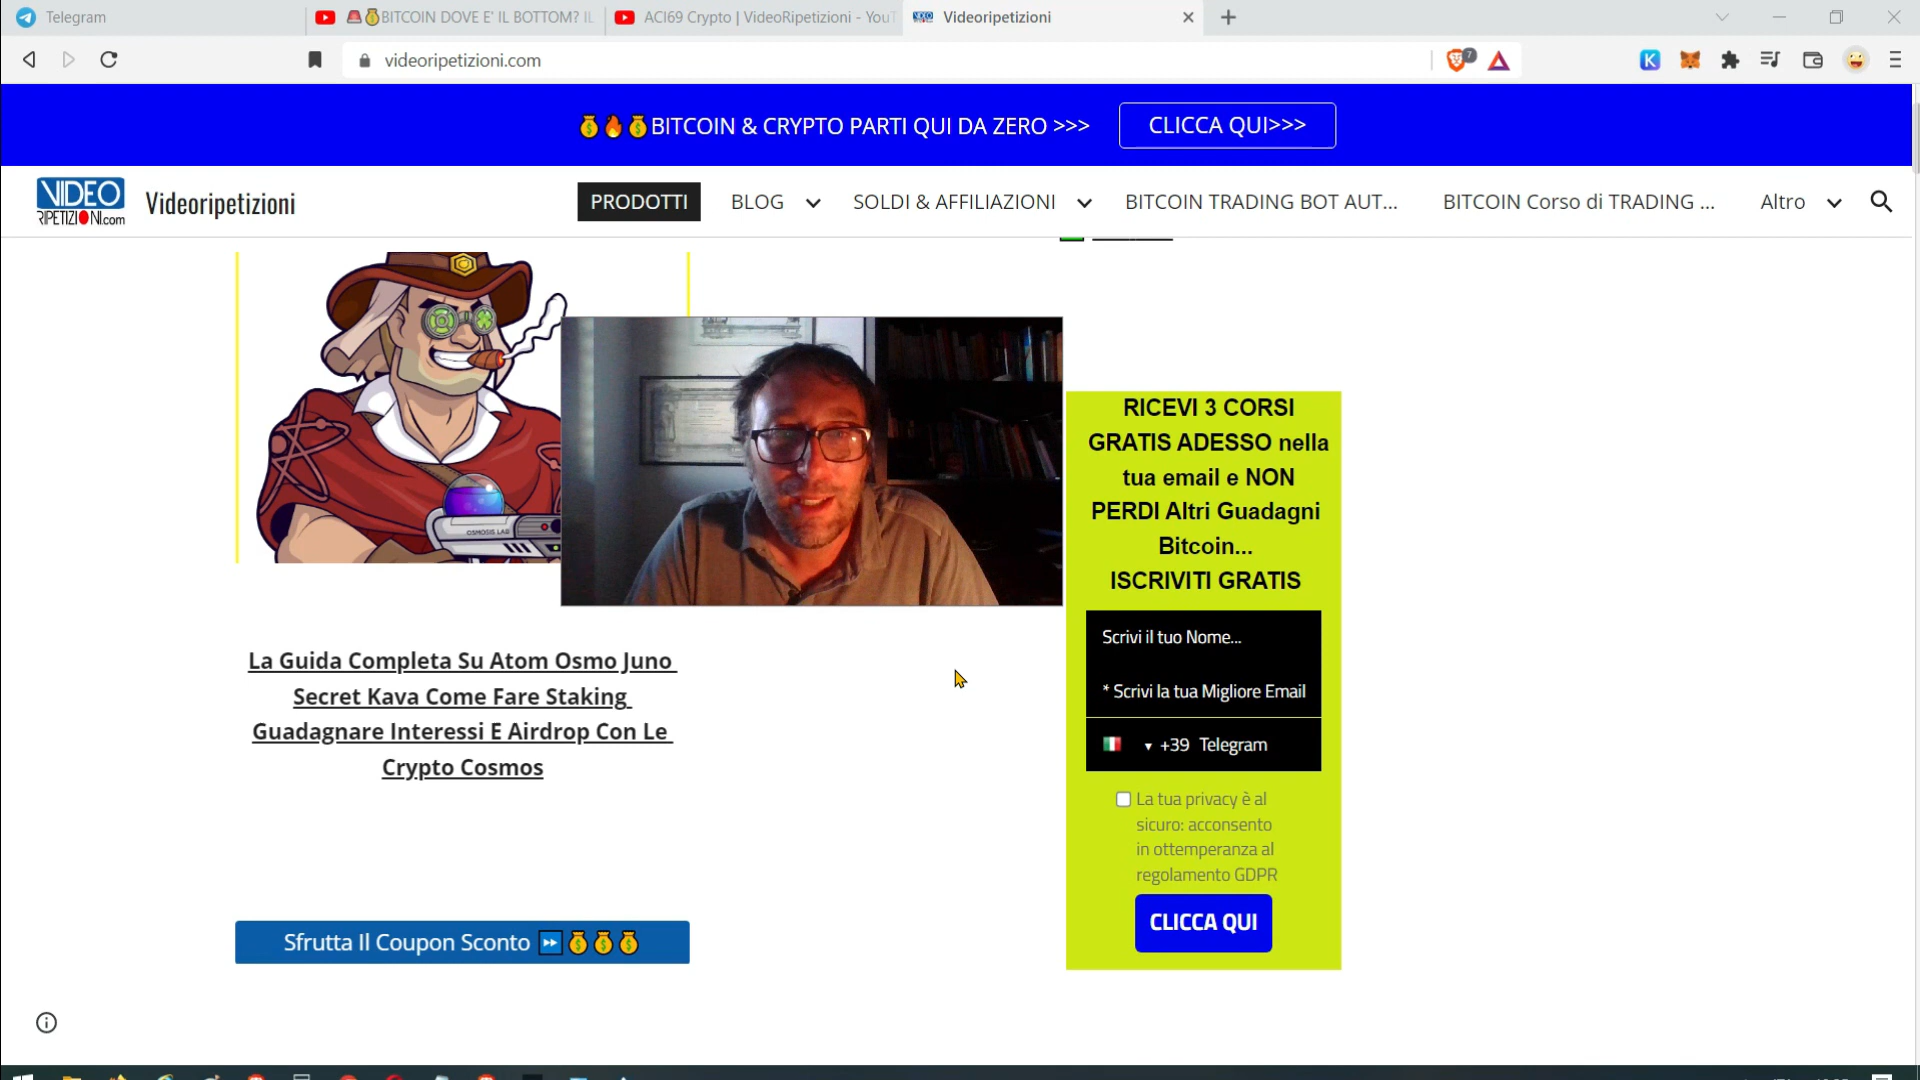 Telegram
BITCOIN DOVE E' IL BOTTOM? IL
ACI69 Crypto | VideoRipetizioni - YouT
Videoripetizioni
videoripetizioni.com
K
7
💰🔥💰BITCOIN & CRYPTO PARTI QUI DA ZERO >>>
CLICCA QUI>>>
VIDEO
RIPETIZIONI.com
Videoripetizioni
PRODOTTI
BLOG
SOLDI & AFFILIAZIONI
BITCOIN TRADING BOT AUT...
BITCOIN Corso di TRADING ...
Altro
OSMOSIS LAB
RICEVI 3 CORSI
GRATIS ADESSO nella
tua email e NON
PERDI Altri Guadagni
Bitcoin...
ISCRIVITI GRATIS
Scrivi il tuo Nome...
* Scrivi la tua Migliore Email
+39 Telegram
La tua privacy è al
sicuro: acconsento
in ottemperanza al
regolamento GDPR
CLICCA QUI
La Guida Completa Su Atom Osmo Juno
Secret Kava Come Fare Staking
Guadagnare Interessi E Airdrop Con Le
Crypto Cosmos
Sfrutta Il Coupon Sconto ⏩💰💰💰